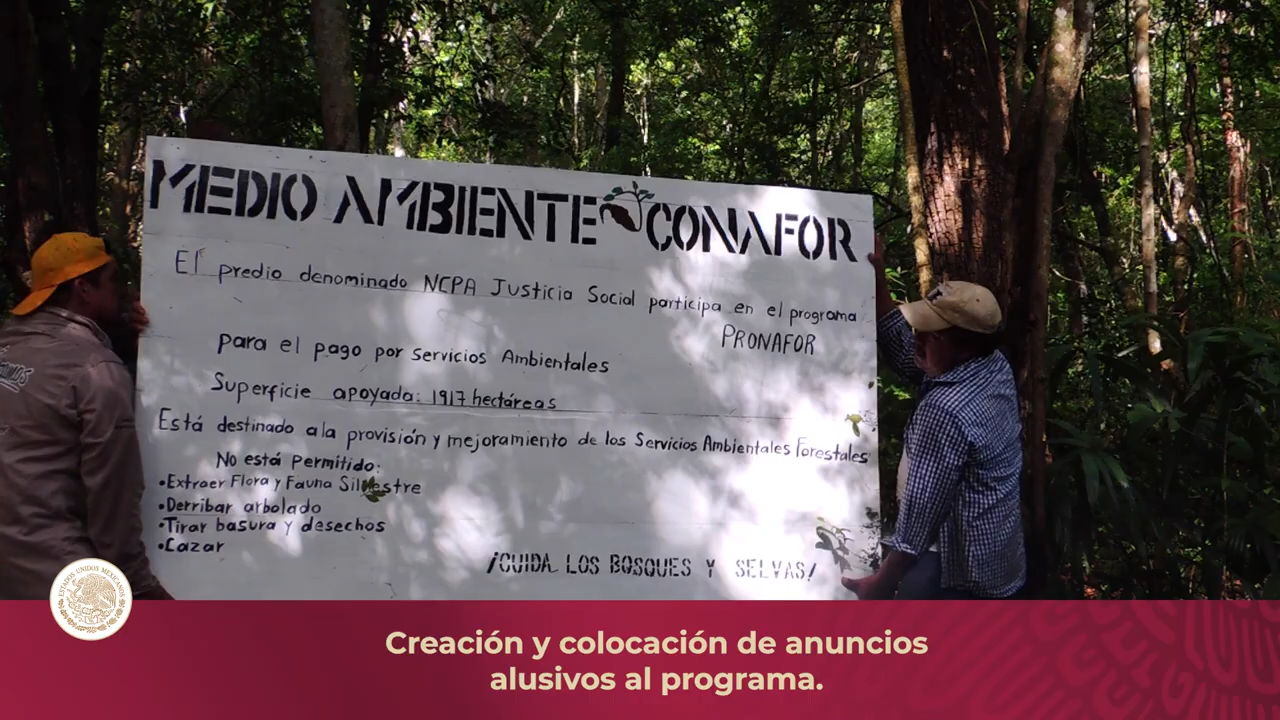 MEDIO AMBIENTE CONAFOR
El predio denominado NCPA Justicia Social participa en el programa
PRONAFOR
para el pago por servicios Ambientales
Superficie apoyada: 1917 hectáreas
Está destinado a la provisión y mejoramiento de los Servicios Ambientales Forestales
No está Permitido:
•Extraer Flora y Fauna Silvestre
•Derribar arbolado
•Tirar basura y desechos
•Cazar
¡CUIDA LOS BOSQUES Y SELVAS!
ESTADOS UNIDOS MEXICANOS
Creación y colocación de anuncios
alusivos al programa.